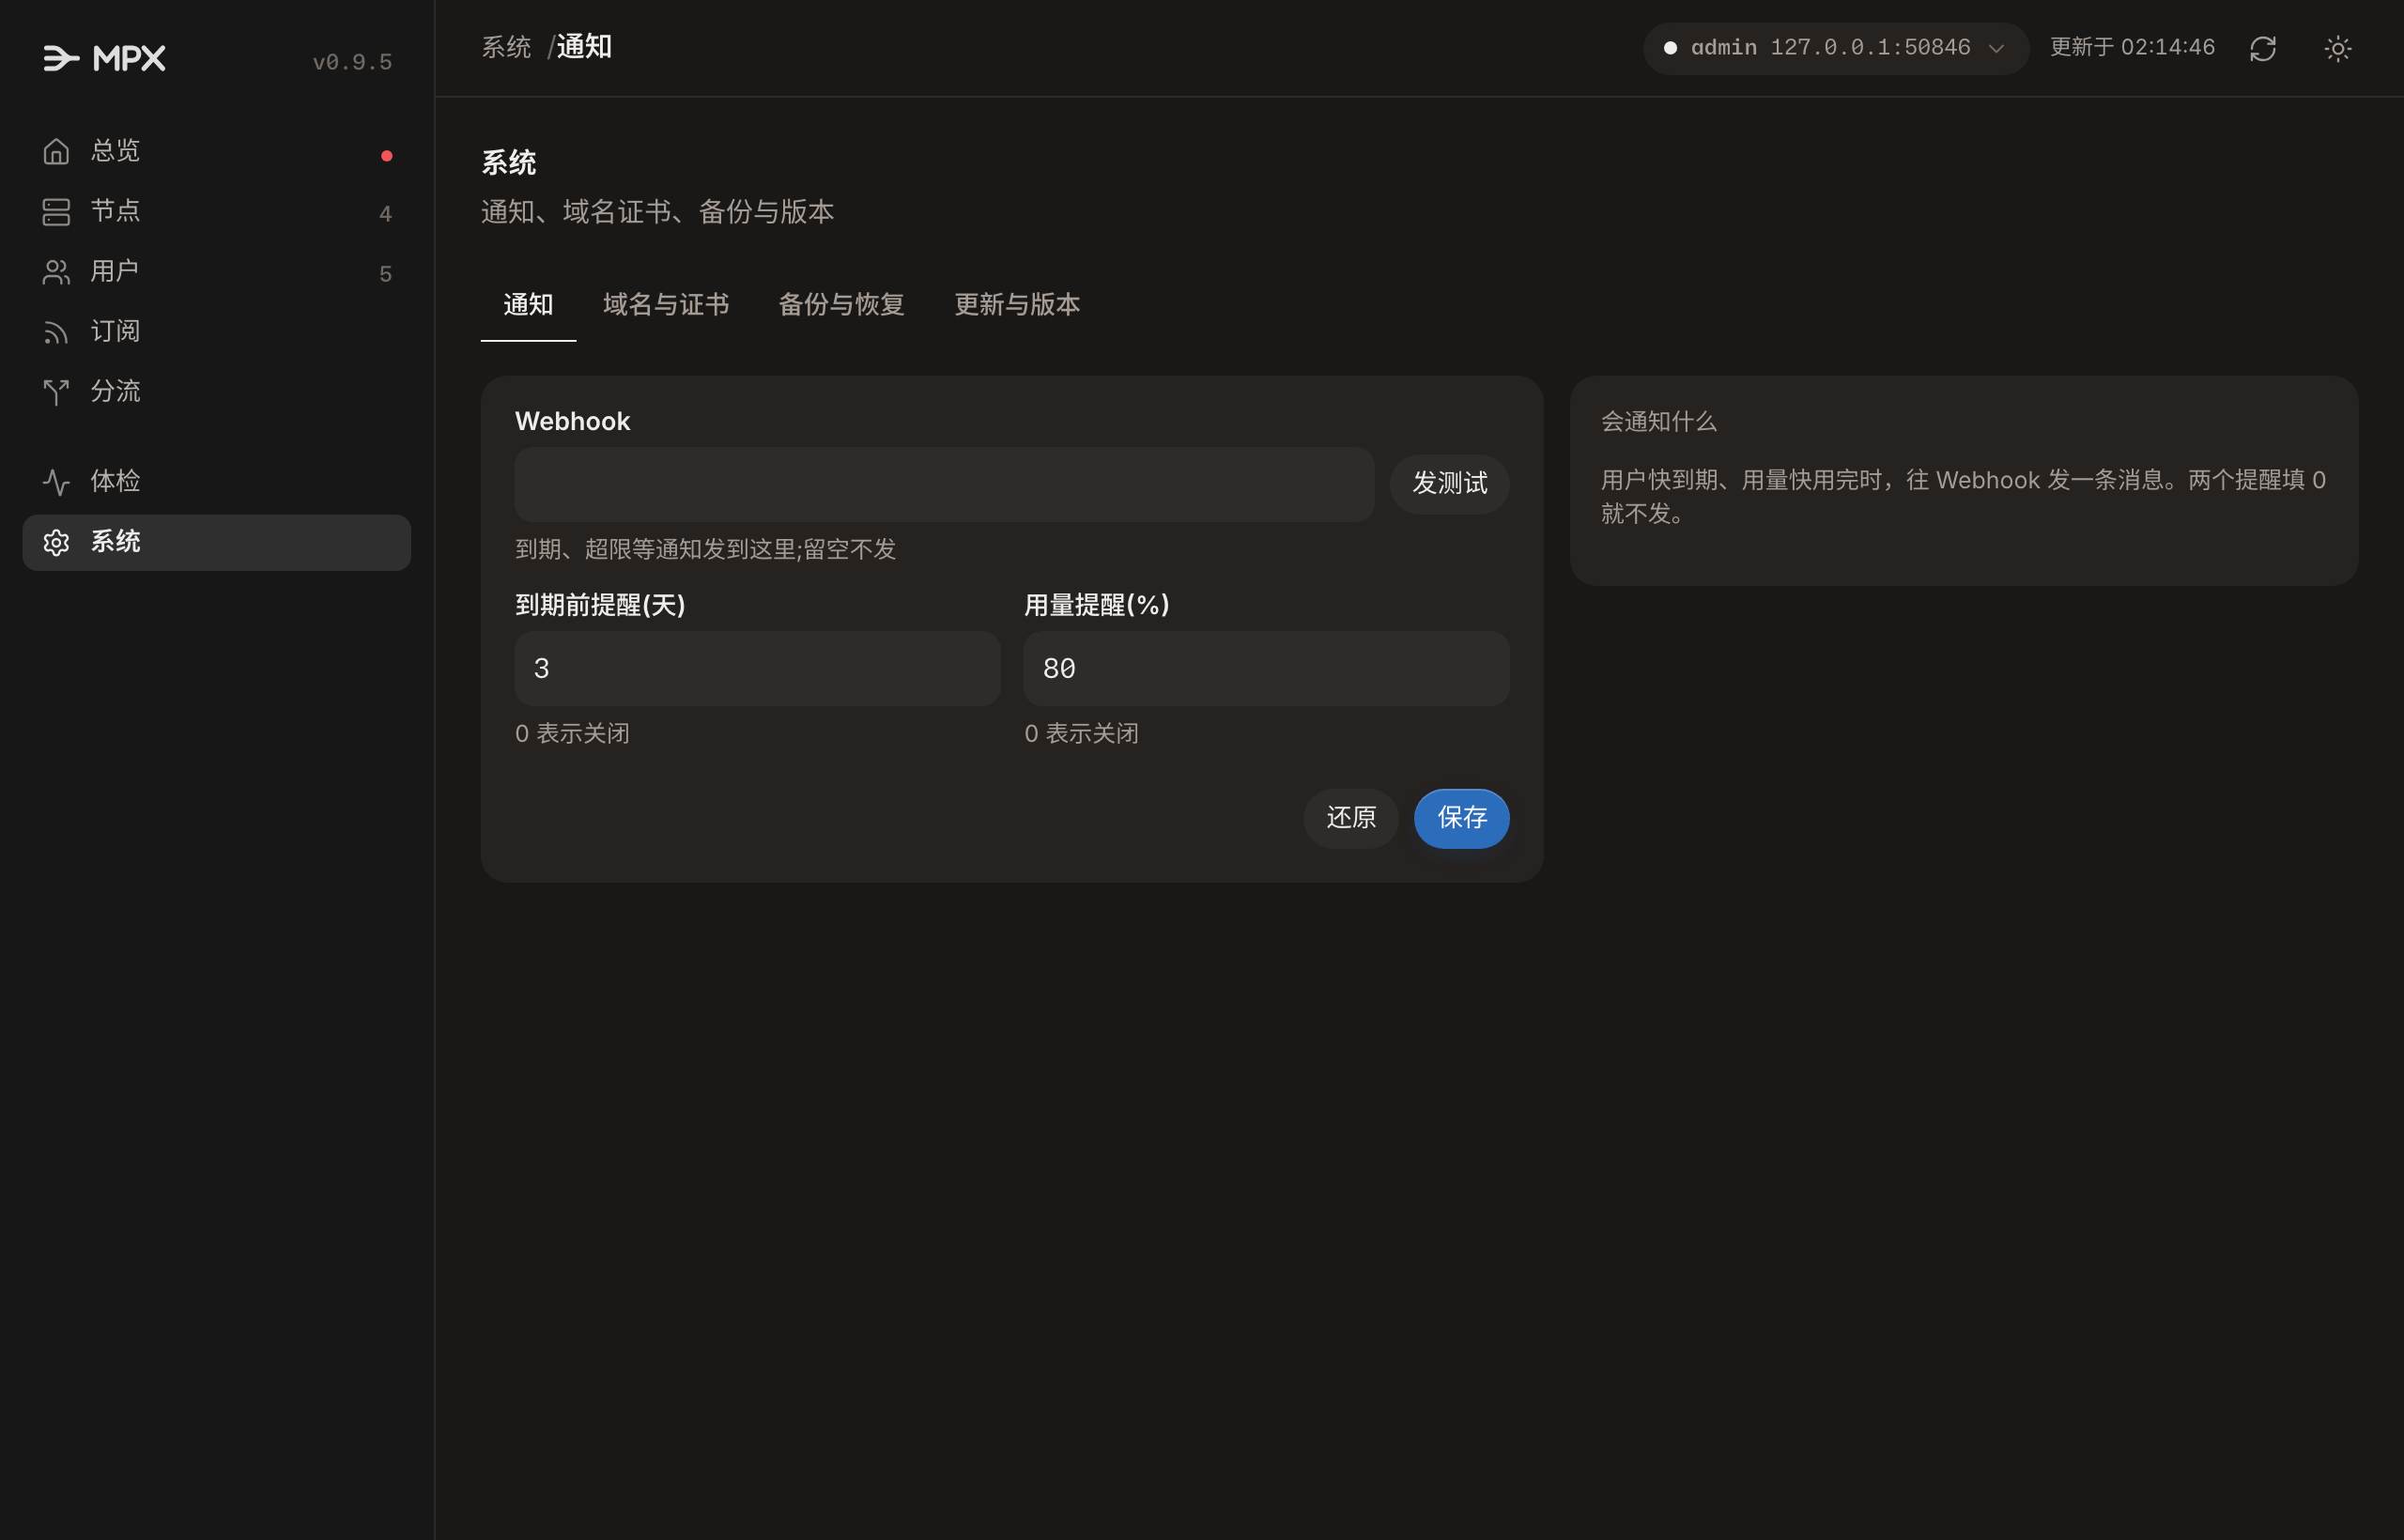 MPX
v0.9.5
总览
节点 4
用户 5
订阅
分流
体检
系统
系统 /通知
admin 127.0.0.1:50846
更新于 02:14:46
系统
通知、域名证书、备份与版本
通知 域名与证书 备份与恢复 更新与版本
Webhook
发测试
到期、超限等通知发到这里;留空不发
到期前提醒(天) 用量提醒(%)
3 80
0 表示关闭 0 表示关闭
还原 保存
会通知什么
用户快到期、用量快用完时，往 Webhook 发一条消息。两个提醒填 0
就不发。